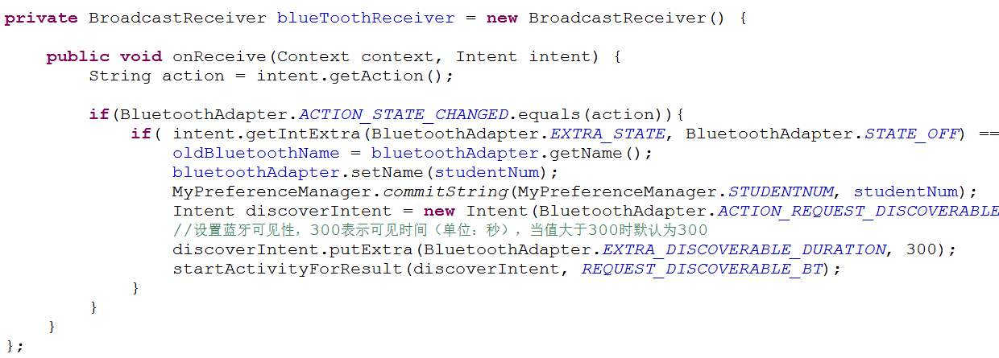 private BroadcastReceiver blueToothReceiver = new BroadcastReceiver() {
public void onReceive(Context context, Intent intent) {
String action = intent.getAction();
if(BluetoothAdapter.ACTION_STATE_CHANGED.equals(action)){
if( intent.getIntExtra(BluetoothAdapter.EXTRA_STATE, BluetoothAdapter.STATE_OFF) ==
oldBluetoothName = bluetoothAdapter.getName();
bluetoothAdapter.setName(studentNum);
MyPreferenceManager.commitString(MyPreferenceManager.STUDENTNUM, studentNum);
Intent discoverIntent = new Intent(BluetoothAdapter.ACTION_REQUEST_DISCOVERABLE
//设置蓝牙可见性，300表示可见时间（单位：秒），当值大于300时默认为300
discoverIntent.putExtra(BluetoothAdapter.EXTRA_DISCOVERABLE_DURATION, 300);
startActivityForResult(discoverIntent, REQUEST_DISCOVERABLE_BT);
}
}
}
};